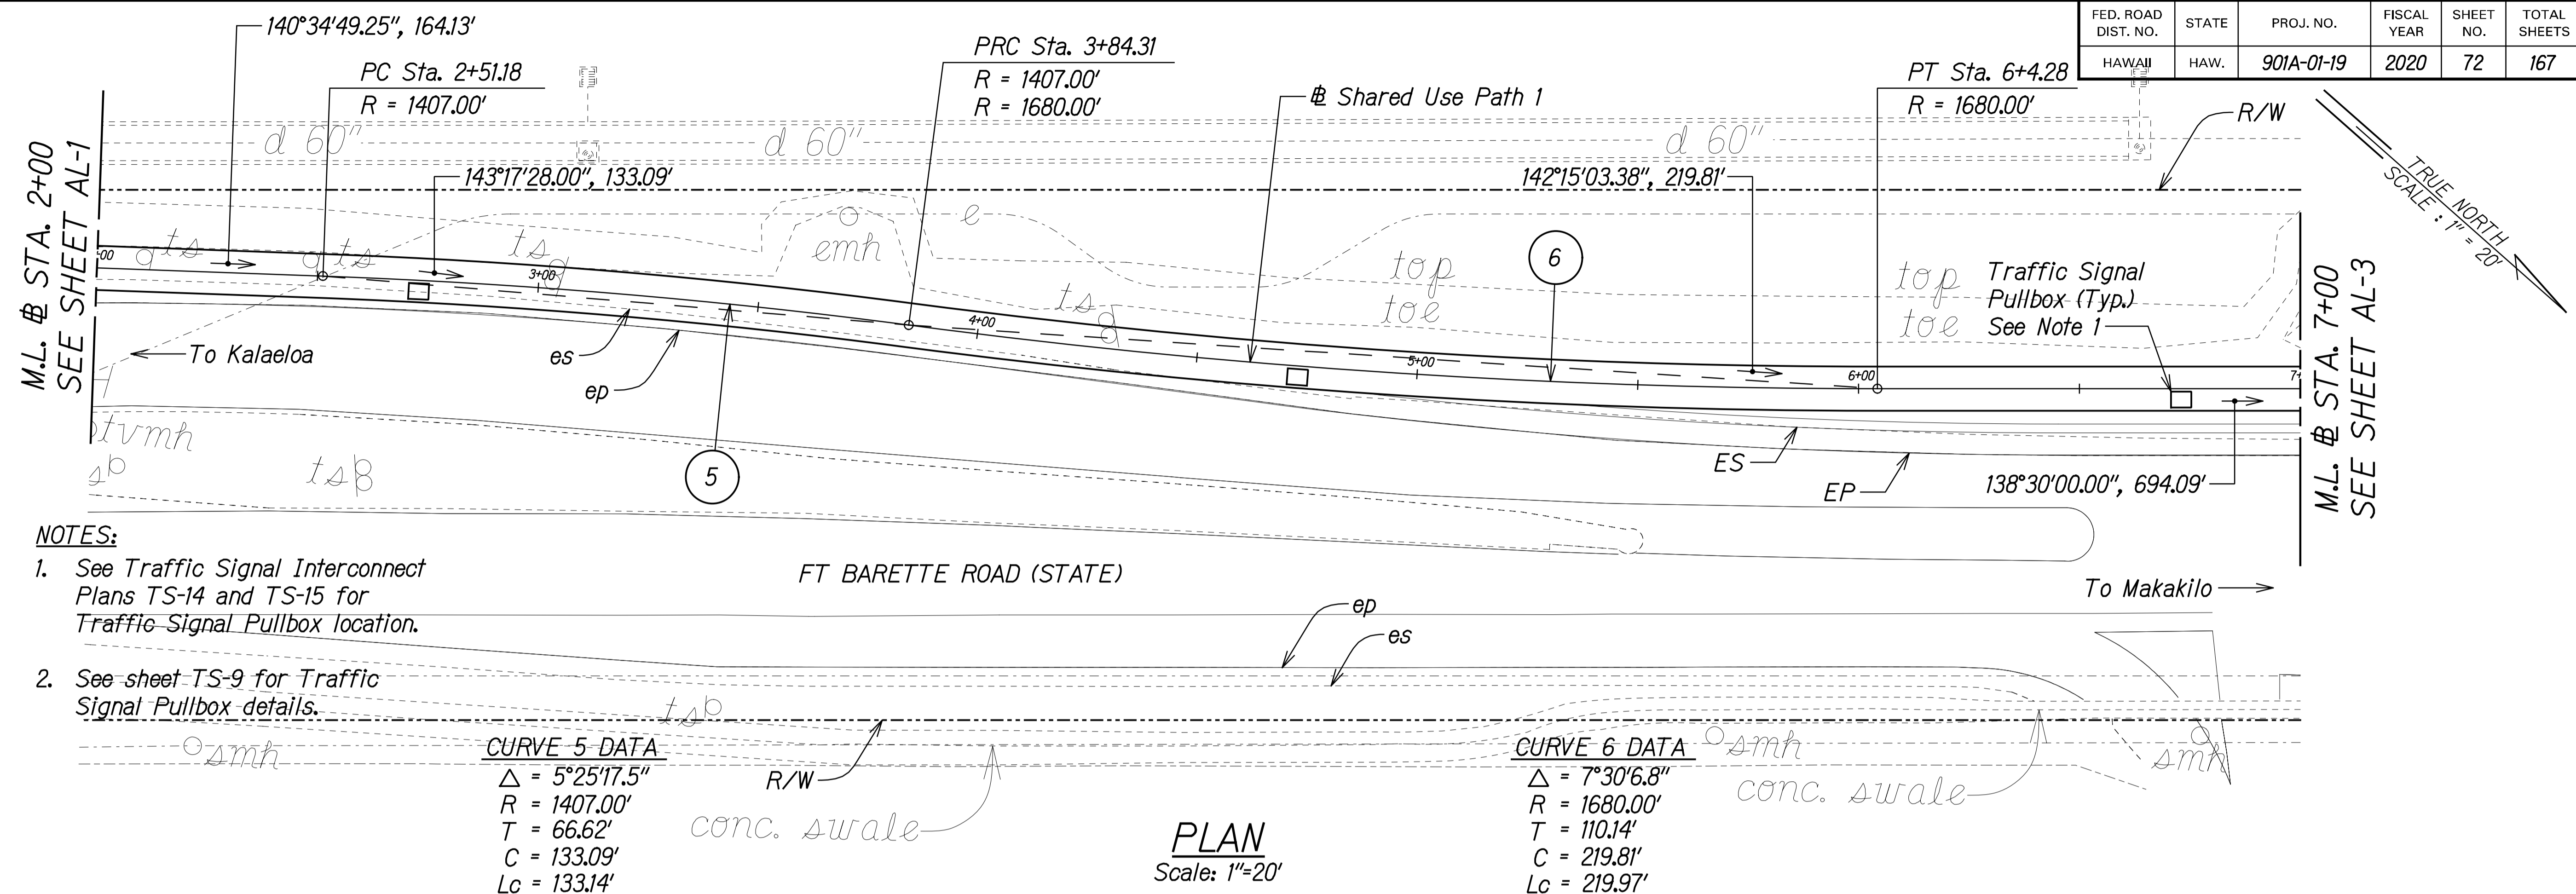 FED. ROAD DIST. NO. STATE PROJ. NO. FISCAL YEAR SHEET NO. TOTAL SHEETS
HAWAII HAW. 901A-01-19 2020 72 167
140°34'49.25", 164.13'
PC Sta. 2+51.18
R = 1407.00'
PRC Sta. 3+84.31
R = 1407.00'
R = 1680.00'
℄ Shared Use Path 1
PT Sta. 6+4.28
R = 1680.00'
R/W
d 60"
d 60"
d 60"
TRUE NORTH
SCALE : 1" = 20'
M.L. ℄ STA. 2+00
SEE SHEET AL-1
143°17'28.00", 133.09'
142°15'03.38", 219.81'
e
emh
ts
ts
ts
ts
3+00
4+00
5+00
6+00
5
6
top
toe
top
toe
Traffic Signal
Pullbox (Typ.)
See Note 1
To Kalaeloa
es
ep
ES
EP
138°30'00.00", 694.09'
M.L. ℄ STA. 7+00
SEE SHEET AL-3
tvmh
ts
NOTES:
1. See Traffic Signal Interconnect
Plans TS-14 and TS-15 for
Traffic Signal Pullbox location.
2. See sheet TS-9 for Traffic
Signal Pullbox details.
FT BARETTE ROAD (STATE)
To Makakilo
ep
es
ts
smh
R/W
conc. swale
smh
conc. swale
smh
CURVE 5 DATA
△ = 5°25'17.5"
R = 1407.00'
T = 66.62'
C = 133.09'
Lc = 133.14'
CURVE 6 DATA
△ = 7°30'6.8"
R = 1680.00'
T = 110.14'
C = 219.81'
Lc = 219.97'
PLAN
Scale: 1"=20'